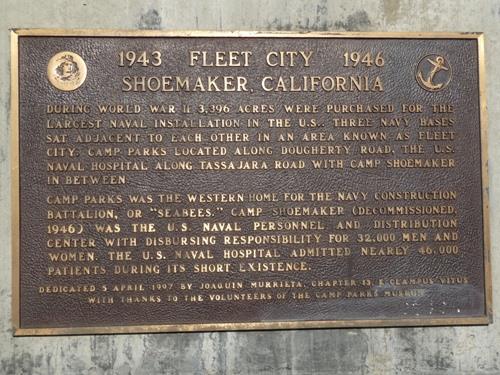 1943 FLEET CITY 1946
SHOEMAKER, CALIFORNIA
DURING WORLD WAR II 3,396 ACRES WERE PURCHASED FOR THE
LARGEST NAVAL INSTALLATION IN THE U.S. THREE NAVY BASES
SAT ADJACENT TO EACH OTHER IN AN AREA KNOWN AS FLEET
CITY: CAMP PARKS LOCATED ALONG DOUGHERTY ROAD, THE U.S.
NAVAL HOSPITAL ALONG TASSAJARA ROAD WITH CAMP SHOEMAKER
IN BETWEEN.
CAMP PARKS WAS THE WESTERN HOME FOR THE NAVY CONSTRUCTION
BATTALION, OR "SEABEES." CAMP SHOEMAKER (DECOMMISSIONED,
1946) WAS THE U.S. NAVAL PERSONNEL AND DISTRIBUTION
CENTER WITH DISBURSING RESPONSIBILITY FOR 32,000 MEN AND
WOMEN. THE U.S. NAVAL HOSPITAL ADMITTED NEARLY 46,000
PATIENTS DURING ITS SHORT EXISTENCE.
DEDICATED 5 APRIL 1997 BY JOAQUIN MURRIETA, CHAPTER 13, E CLAMPUS VITUS
WITH THANKS TO THE VOLUNTEERS OF THE CAMP PARKS MUSEUM